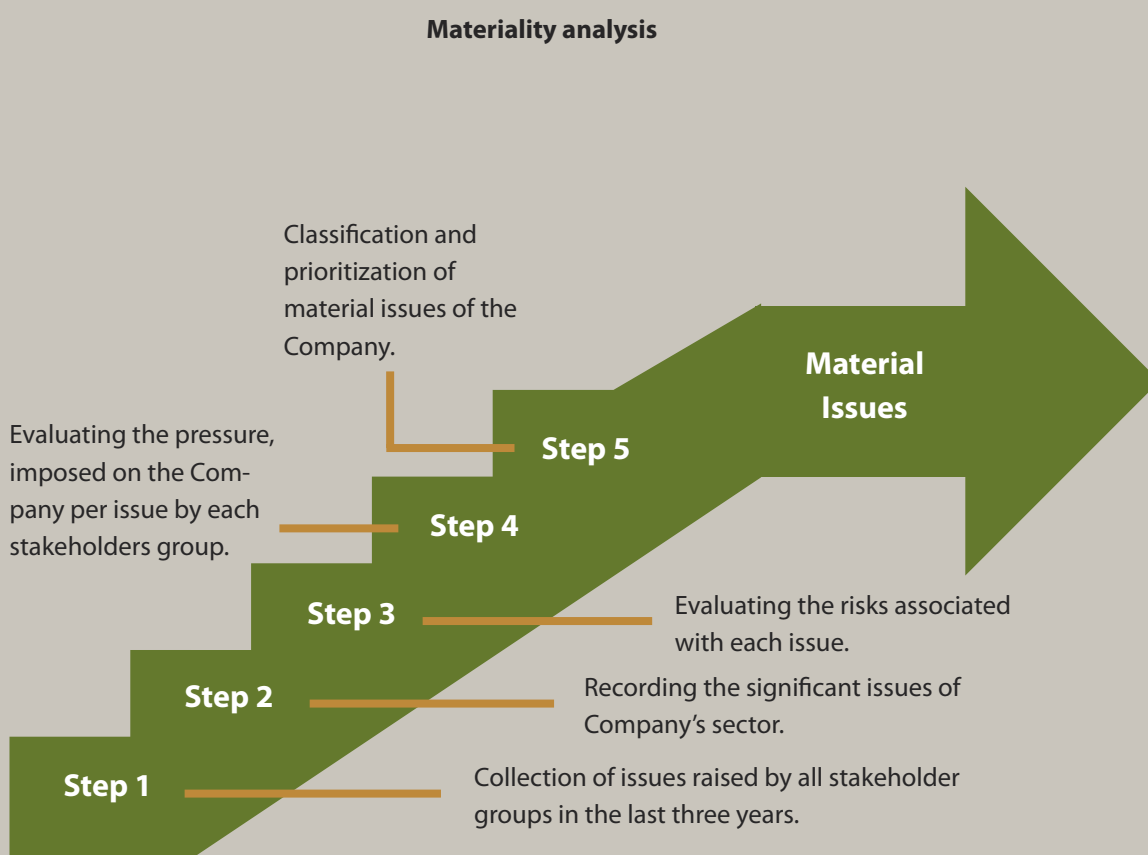 Materiality analysis
Classification and
prioritization of
material issues of the
Company.
Material
Issues
Evaluating the pressure,
imposed on the Com-
pany per issue by each
stakeholders group.
Step 5
Step 4
Step 3
Evaluating the risks associated
with each issue.
Step 2
Recording the significant issues of
Company’s sector.
Step 1
Collection of issues raised by all stakeholder
groups in the last three years.